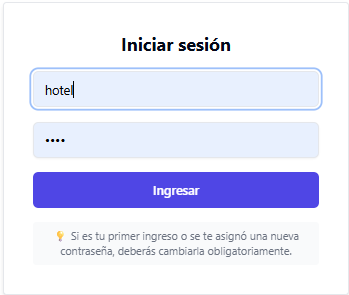 Iniciar sesión
hotel
••••
Ingresar
💡 Si es tu primer ingreso o se te asignó una nueva
contraseña, deberás cambiarla obligatoriamente.